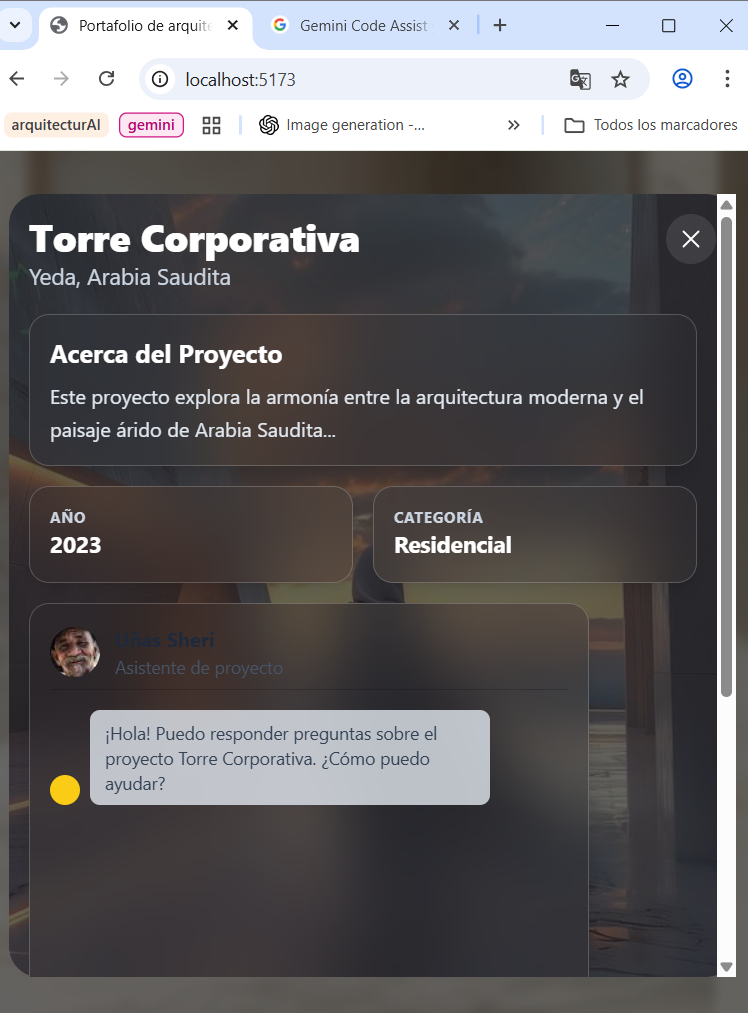 Portafolio de arquite
Gemini Code Assist
localhost:5173
arquitecturAI
gemini
Image generation -...
»
Todos los marcadores
Torre Corporativa
Yeda, Arabia Saudita
Acerca del Proyecto
Este proyecto explora la armonía entre la arquitectura moderna y el
paisaje árido de Arabia Saudita...
AÑO
2023
CATEGORÍA
Residencial
Sheri
Asistente de proyecto
¡Hola! Puedo responder preguntas sobre el
proyecto Torre Corporativa. ¿Cómo puedo
ayudar?